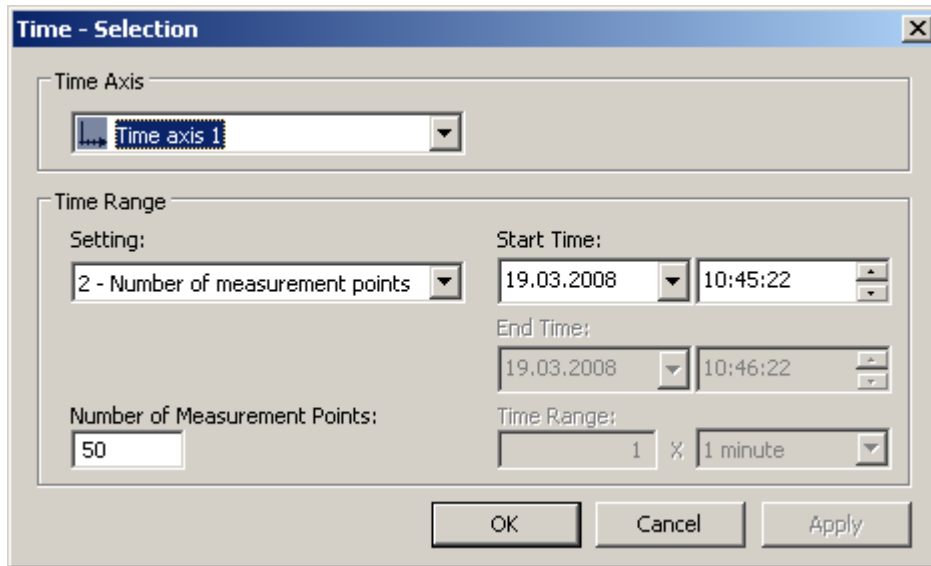 Time - Selection
Time Axis
Time axis 1
Time Range
Setting:
2 - Number of measurement points
Start Time:
19.03.2008 10:45:22
End Time:
19.03.2008 10:46:22
Number of Measurement Points:
50
Time Range:
1 X 1 minute
OK Cancel Apply